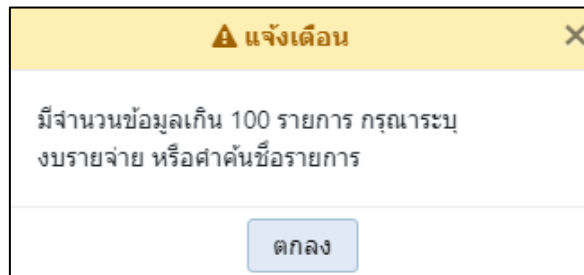 แจ้งเตือน
มีจำนวนข้อมูลเกิน 100 รายการ กรุณาระบุ
งบรายจ่าย หรือคำค้นชื่อรายการ
ตกลง